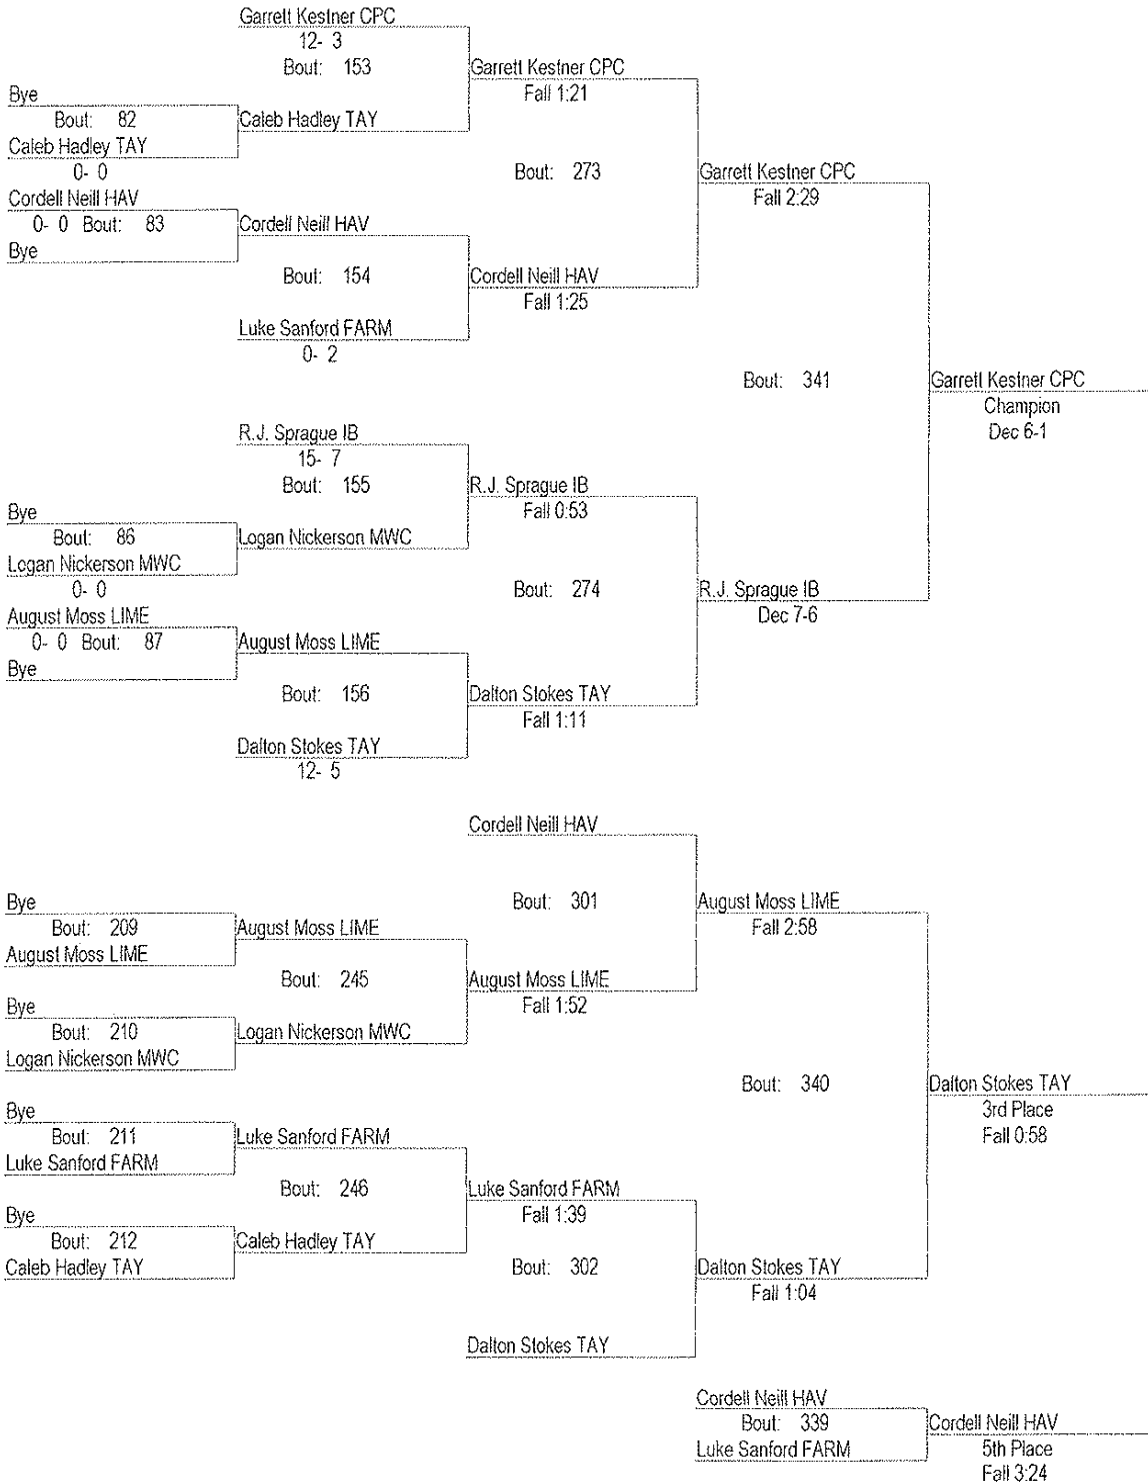 Garrett Kestner CPC
12- 3
Bout: 153
Garrett Kestner CPC
Fall 1:21
Bye
Bout: 82
Caleb Hadley TAY
Caleb Hadley TAY
0- 0
Bout: 273
Garrett Kestner CPC
Fall 2:29
Cordell Neill HAV
0- 0 Bout: 83
Cordell Neill HAV
Bye
Bout: 154
Cordell Neill HAV
Fall 1:25
Luke Sanford FARM
0- 2
Bout: 341
Garrett Kestner CPC
Champion
Dec 6-1
R.J. Sprague IB
15- 7
Bout: 155
R.J. Sprague IB
Fall 0:53
Bye
Bout: 86
Logan Nickerson MWC
Logan Nickerson MWC
0- 0
Bout: 274
R.J. Sprague IB
Dec 7-6
August Moss LIME
0- 0 Bout: 87
August Moss LIME
Bye
Bout: 156
Dalton Stokes TAY
Fall 1:11
Dalton Stokes TAY
12- 5
Cordell Neill HAV
Bout: 301
August Moss LIME
Fall 2:58
Bye
Bout: 209
August Moss LIME
August Moss LIME
Bout: 245
August Moss LIME
Fall 1:52
Bye
Bout: 210
Logan Nickerson MWC
Logan Nickerson MWC
Bout: 340
Dalton Stokes TAY
3rd Place
Fall 0:58
Bye
Bout: 211
Luke Sanford FARM
Luke Sanford FARM
Bout: 246
Luke Sanford FARM
Fall 1:39
Bye
Bout: 212
Caleb Hadley TAY
Caleb Hadley TAY
Bout: 302
Dalton Stokes TAY
Fall 1:04
Dalton Stokes TAY
Cordell Neill HAV
Bout: 339
Luke Sanford FARM
Cordell Neill HAV
5th Place
Fall 3:24